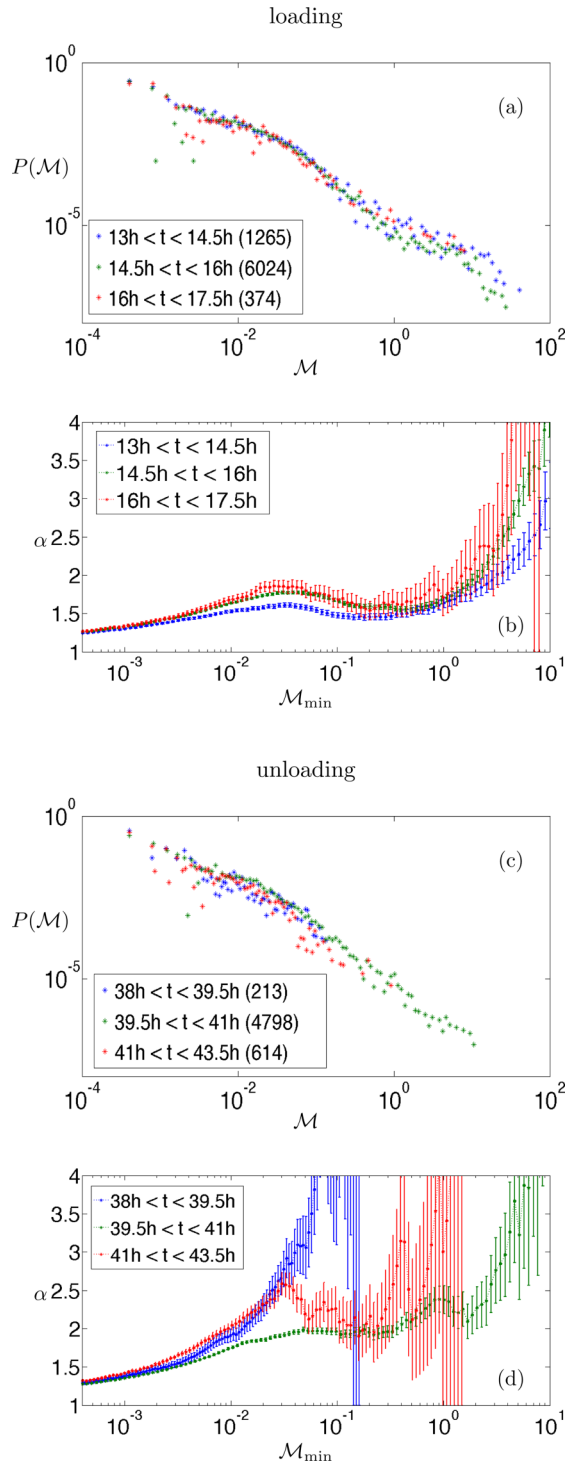 loading
10^0
(a)
P(M)
10^-5
13h < t < 14.5h (1265)
14.5h < t < 16h (6024)
16h < t < 17.5h (374)
10^-4 10^-2 10^0 10^2
M
4
13h < t < 14.5h
3.5
14.5h < t < 16h
3
16h < t < 17.5h
2.5
α
2
1.5
(b)
1
10^-3 10^-2 10^-1 10^0 10^1
M_min
unloading
10^0
(c)
P(M)
10^-5
38h < t < 39.5h (213)
39.5h < t < 41h (4798)
41h < t < 43.5h (614)
10^-4 10^-2 10^0 10^2
M
4
38h < t < 39.5h
3.5
39.5h < t < 41h
3
41h < t < 43.5h
2.5
α
2
1.5
(d)
1
10^-3 10^-2 10^-1 10^0 10^1
M_min